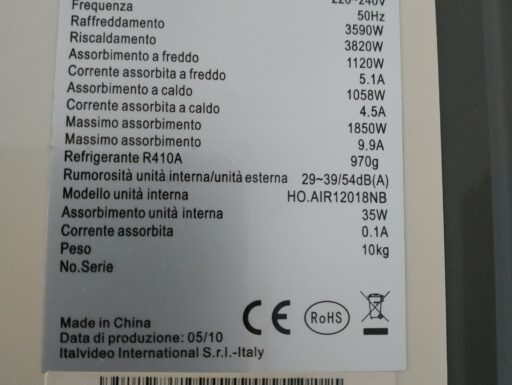 220~240V
Frequenza 50Hz
Raffreddamento 3590W
Riscaldamento 3820W
Assorbimento a freddo 1120W
Corrente assorbita a freddo 5.1A
Assorbimento a caldo 1058W
Corrente assorbita a caldo 4.5A
Massimo assorbimento 1850W
Massimo assorbimento 9.9A
Refrigerante R410A 970g
Rumorosità unità interna/unità esterna 29~39/54dB(A)
Modello unità interna HO.AIR12018NB
Assorbimento unità interna 35W
Corrente assorbita 0.1A
Peso 10kg
No.Serie
CE RoHS
Made in China
Data di produzione: 05/10
Italvideo International S.r.l.-Italy